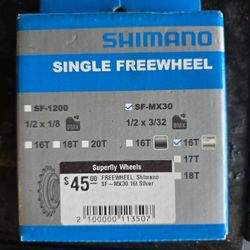 SHIMANO
SINGLE FREEWHEEL
SF-1200
SF-MX30
1/2 x 1/8
BMX
1/2 x 3/32
BMX
16T 18T 20T
16T
16T
17T
18T
Superfly Wheels
$45.00
FREEWHEEL: Shimano
SF - MX30 16t Silver
2 100000 113507